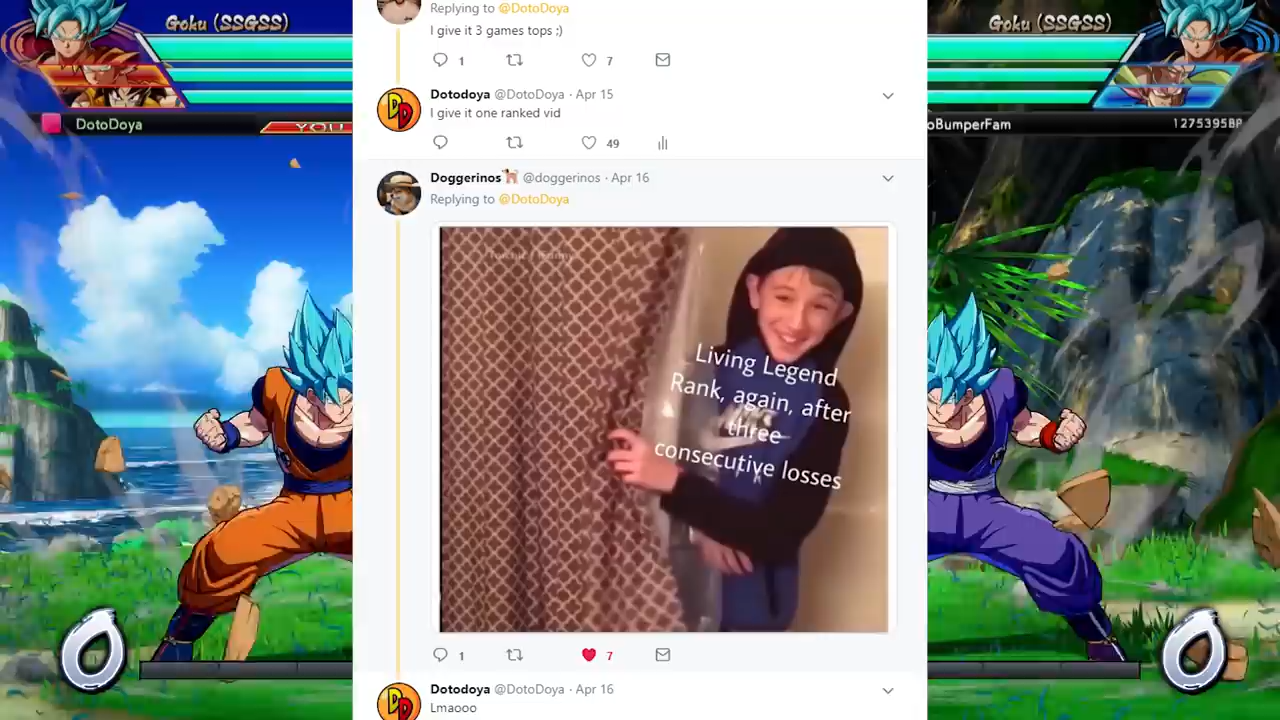 Goku (SSGSS)
DotoDoya
YOU
Replying to @DotoDoya
I give it 3 games tops ;)
1
7
Dotodoya @DotoDoya · Apr 15
I give it one ranked vid
49
Doggerinos @doggerinos · Apr 16
Replying to @DotoDoya
Living Legend
Rank, again, after
three
consecutive losses
1
7
Dotodoya @DotoDoya · Apr 16
Lmaooo
Goku (SSGSS)
oBumperFam